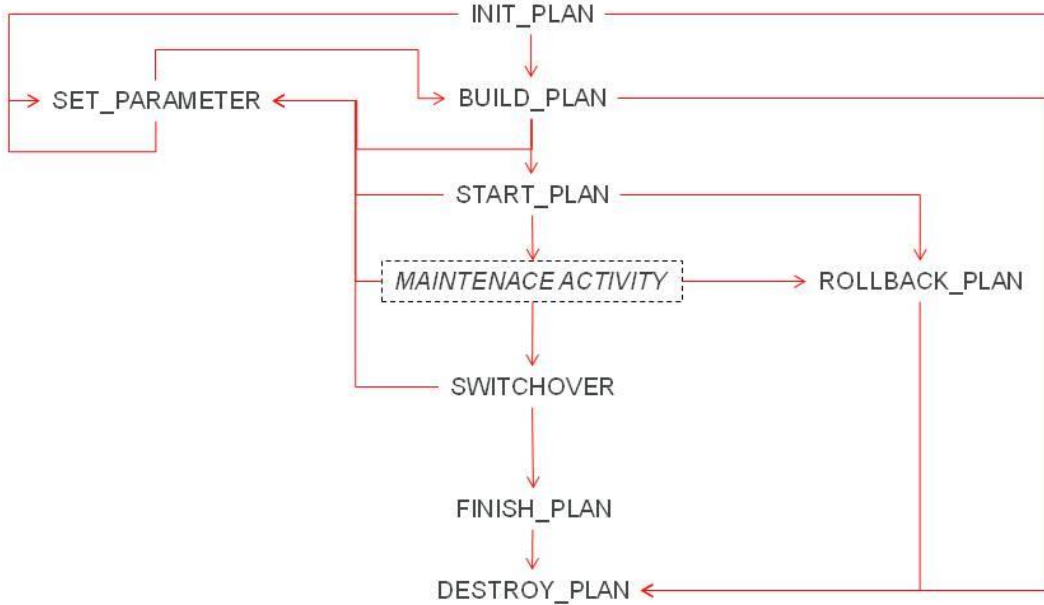 INIT_PLAN
SET_PARAMETER
BUILD_PLAN
START_PLAN
MAINTENACE ACTIVITY
ROLLBACK_PLAN
SWITCHOVER
FINISH_PLAN
DESTROY_PLAN